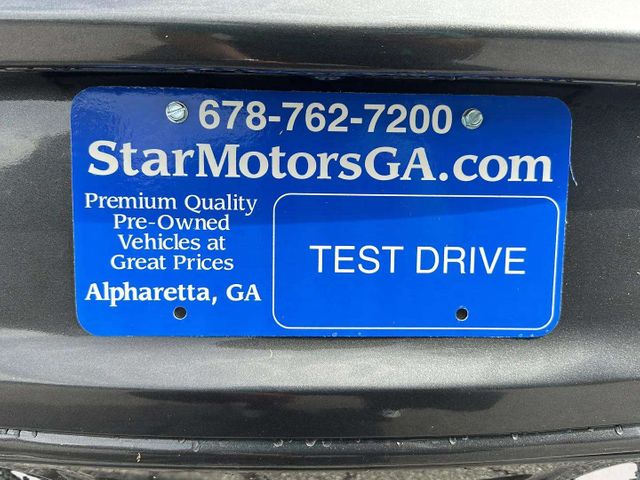 678-762-7200
StarMotorsGA.com
Premium Quality
Pre-Owned
Vehicles at
Great Prices
Alpharetta, GA
TEST DRIVE